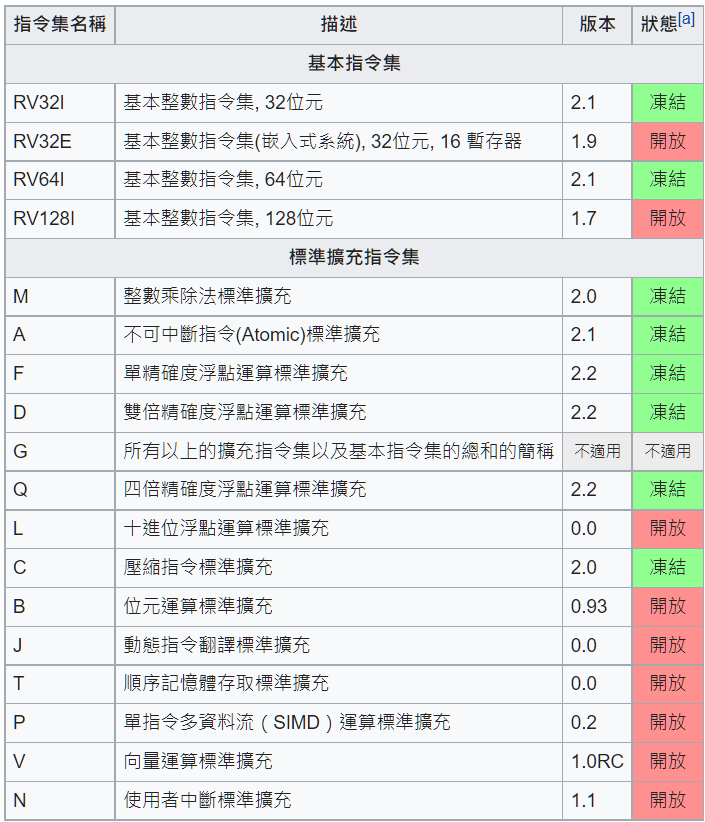 指令集名稱 描述 版本 狀態[a]
基本指令集
RV32I 基本整數指令集, 32位元 2.1 凍結
RV32E 基本整數指令集(嵌入式系統), 32位元, 16 暫存器 1.9 開放
RV64I 基本整數指令集, 64位元 2.1 凍結
RV128I 基本整數指令集, 128位元 1.7 開放
標準擴充指令集
M 整數乘除法標準擴充 2.0 凍結
A 不可中斷指令(Atomic)標準擴充 2.1 凍結
F 單精確度浮點運算標準擴充 2.2 凍結
D 雙倍精確度浮點運算標準擴充 2.2 凍結
G 所有以上的擴充指令集以及基本指令集的總和的簡稱 不適用 不適用
Q 四倍精確度浮點運算標準擴充 2.2 凍結
L 十進位浮點運算標準擴充 0.0 開放
C 壓縮指令標準擴充 2.0 凍結
B 位元運算標準擴充 0.93 開放
J 動態指令翻譯標準擴充 0.0 開放
T 順序記憶體存取標準擴充 0.0 開放
P 單指令多資料流（SIMD）運算標準擴充 0.2 開放
V 向量運算標準擴充 1.0RC 開放
N 使用者中斷標準擴充 1.1 開放